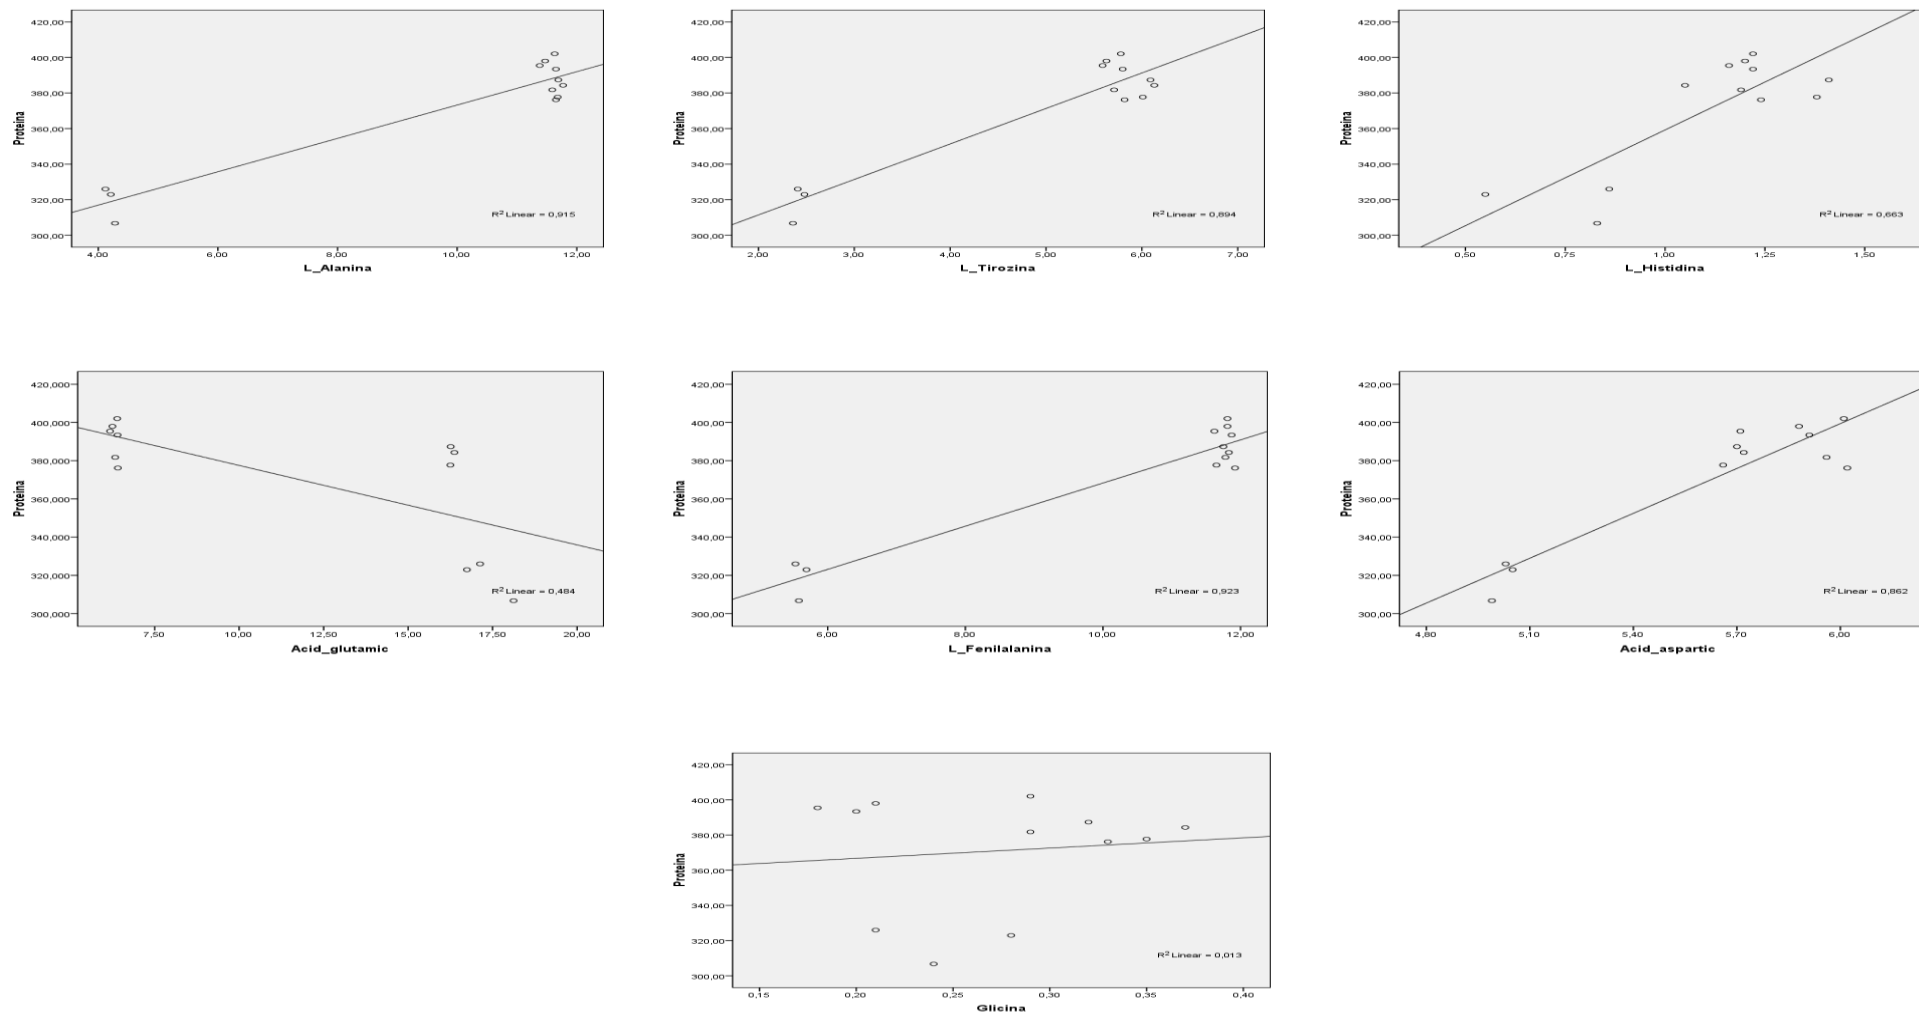 420,00
400,00
380,00
360,00
340,00
320,00
300,00
Proteina
4,00 6,00 8,00 10,00 12,00
L_Alanina
R² Linear = 0,915
420,00
400,00
380,00
360,00
340,00
320,00
300,00
Proteina
2,00 3,00 4,00 5,00 6,00 7,00
L_Tirozina
R² Linear = 0,894
420,00
400,00
380,00
360,00
340,00
320,00
300,00
Proteina
0,50 0,75 1,00 1,25 1,50
L_Histidina
R² Linear = 0,663
420,000
400,000
380,000
360,000
340,000
320,000
300,000
Proteina
7,50 10,00 12,50 15,00 17,50 20,00
Acid_glutamic
R² Linear = 0,484
420,00
400,00
380,00
360,00
340,00
320,00
300,00
Proteina
6,00 8,00 10,00 12,00
L_Fenilalanina
R² Linear = 0,923
420,00
400,00
380,00
360,00
340,00
320,00
300,00
Proteina
4,80 5,10 5,40 5,70 6,00
Acid_aspartic
R² Linear = 0,862
420,00
400,00
380,00
360,00
340,00
320,00
300,00
Proteina
0,15 0,20 0,25 0,30 0,35 0,40
Glicina
R² Linear = 0,013